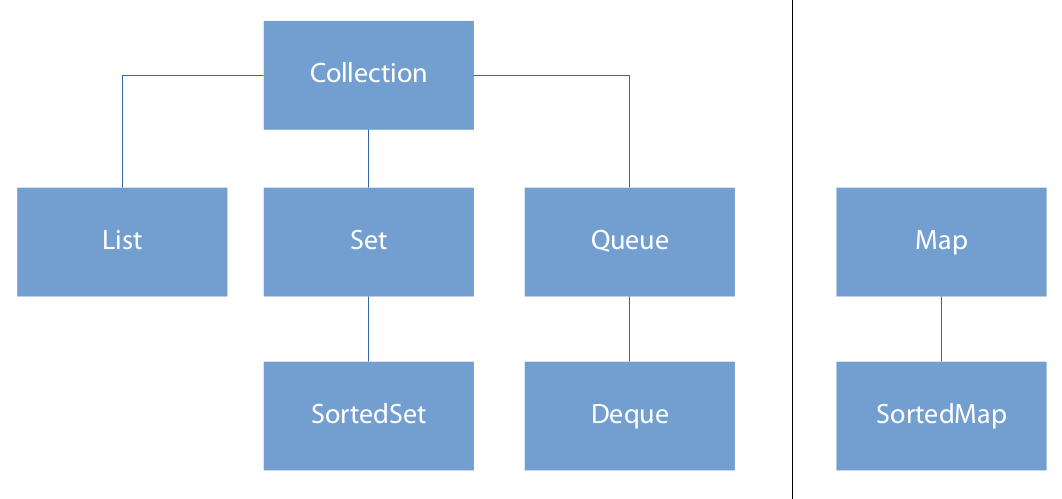 Collection
List
Set
Queue
Map
SortedSet
Deque
SortedMap